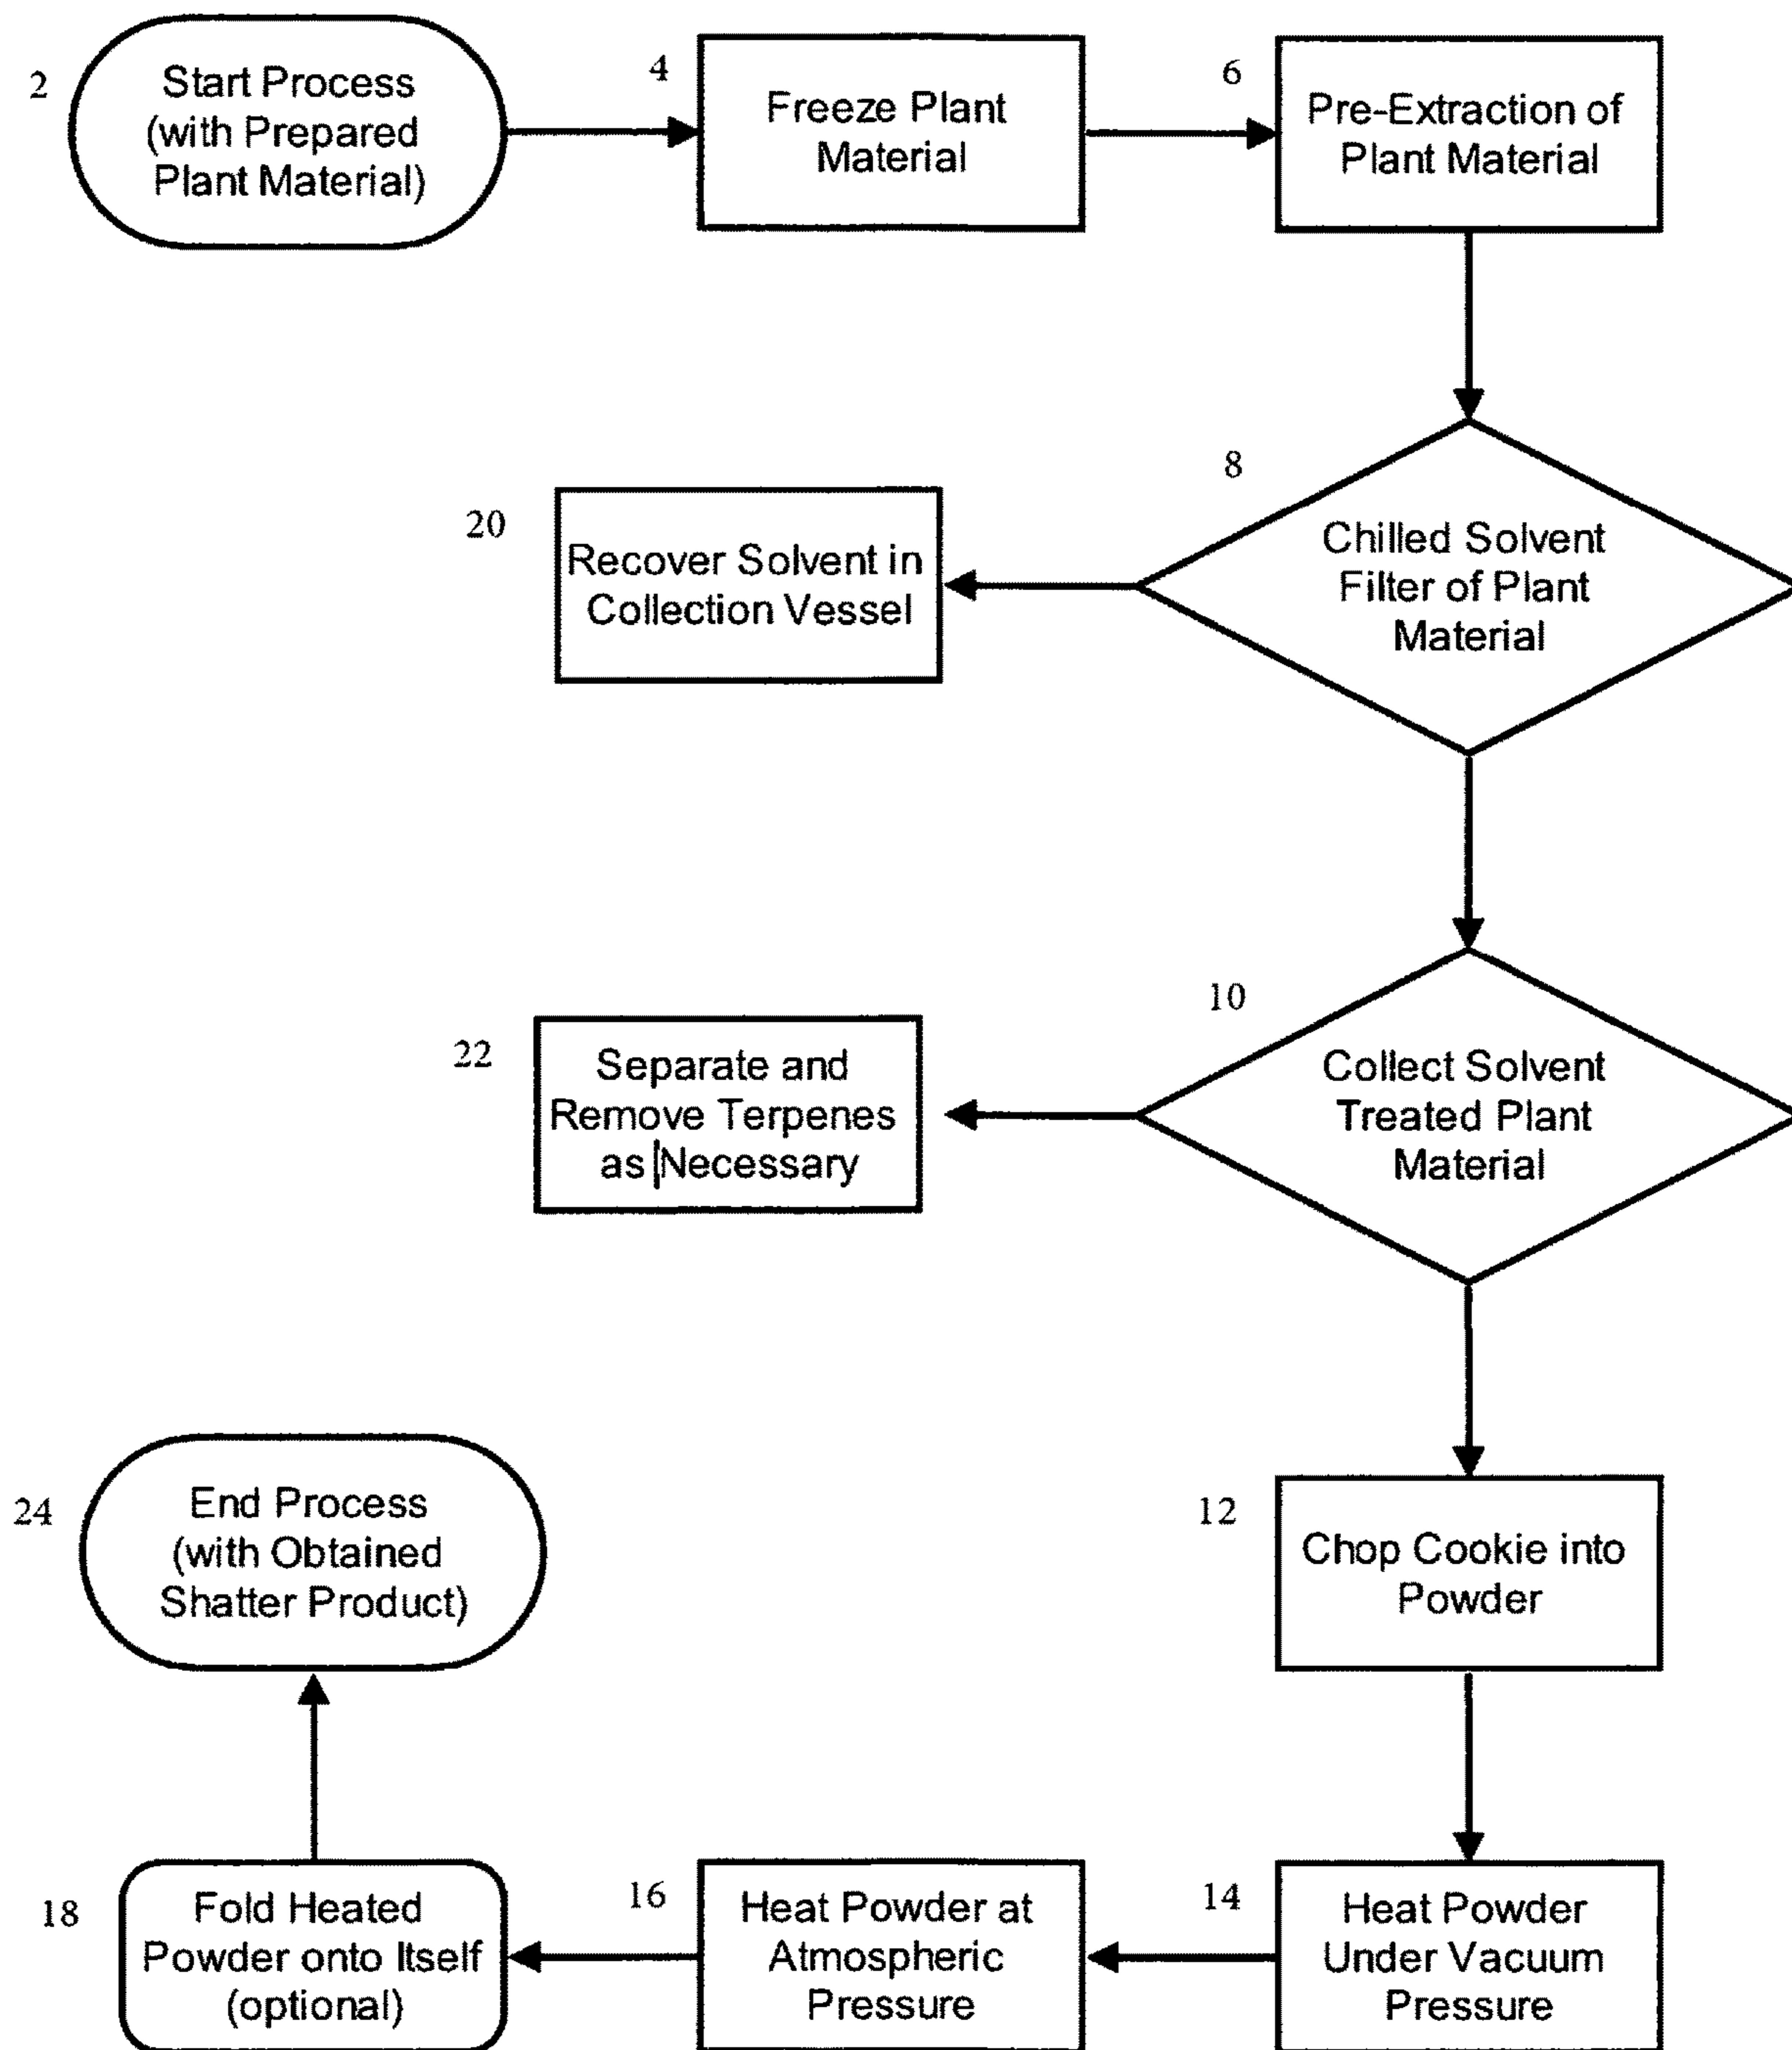 2
Start Process
(with Prepared
Plant Material)
4
Freeze Plant
Material
6
Pre-Extraction of
Plant Material
8
Chilled Solvent
Filter of Plant
Material
20
Recover Solvent in
Collection Vessel
10
Collect Solvent
Treated Plant
Material
22
Separate and
Remove Terpenes
as Necessary
12
Chop Cookie into
Powder
14
Heat Powder
Under Vacuum
Pressure
16
Heat Powder at
Atmospheric
Pressure
18
Fold Heated
Powder onto Itself
(optional)
24
End Process
(with Obtained
Shatter Product)